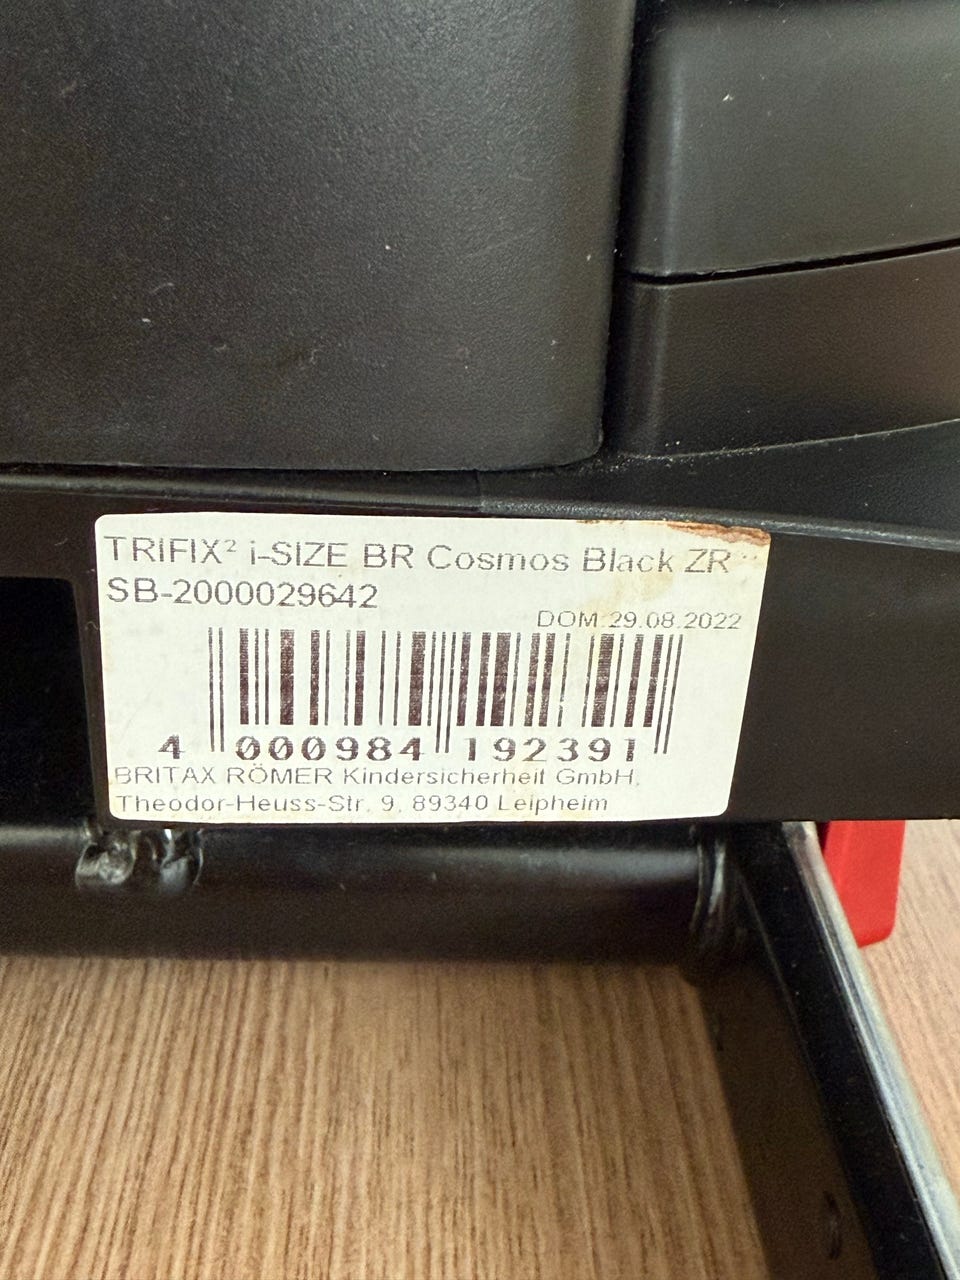 TRIFIX² i-SIZE BR Cosmos Black ZR
SB-2000029642
DOM:29.08.2022
4 000984 192391
BRITAX RÖMER Kindersicherheit GmbH,
Theodor-Heuss-Str. 9, 89340 Leipheim